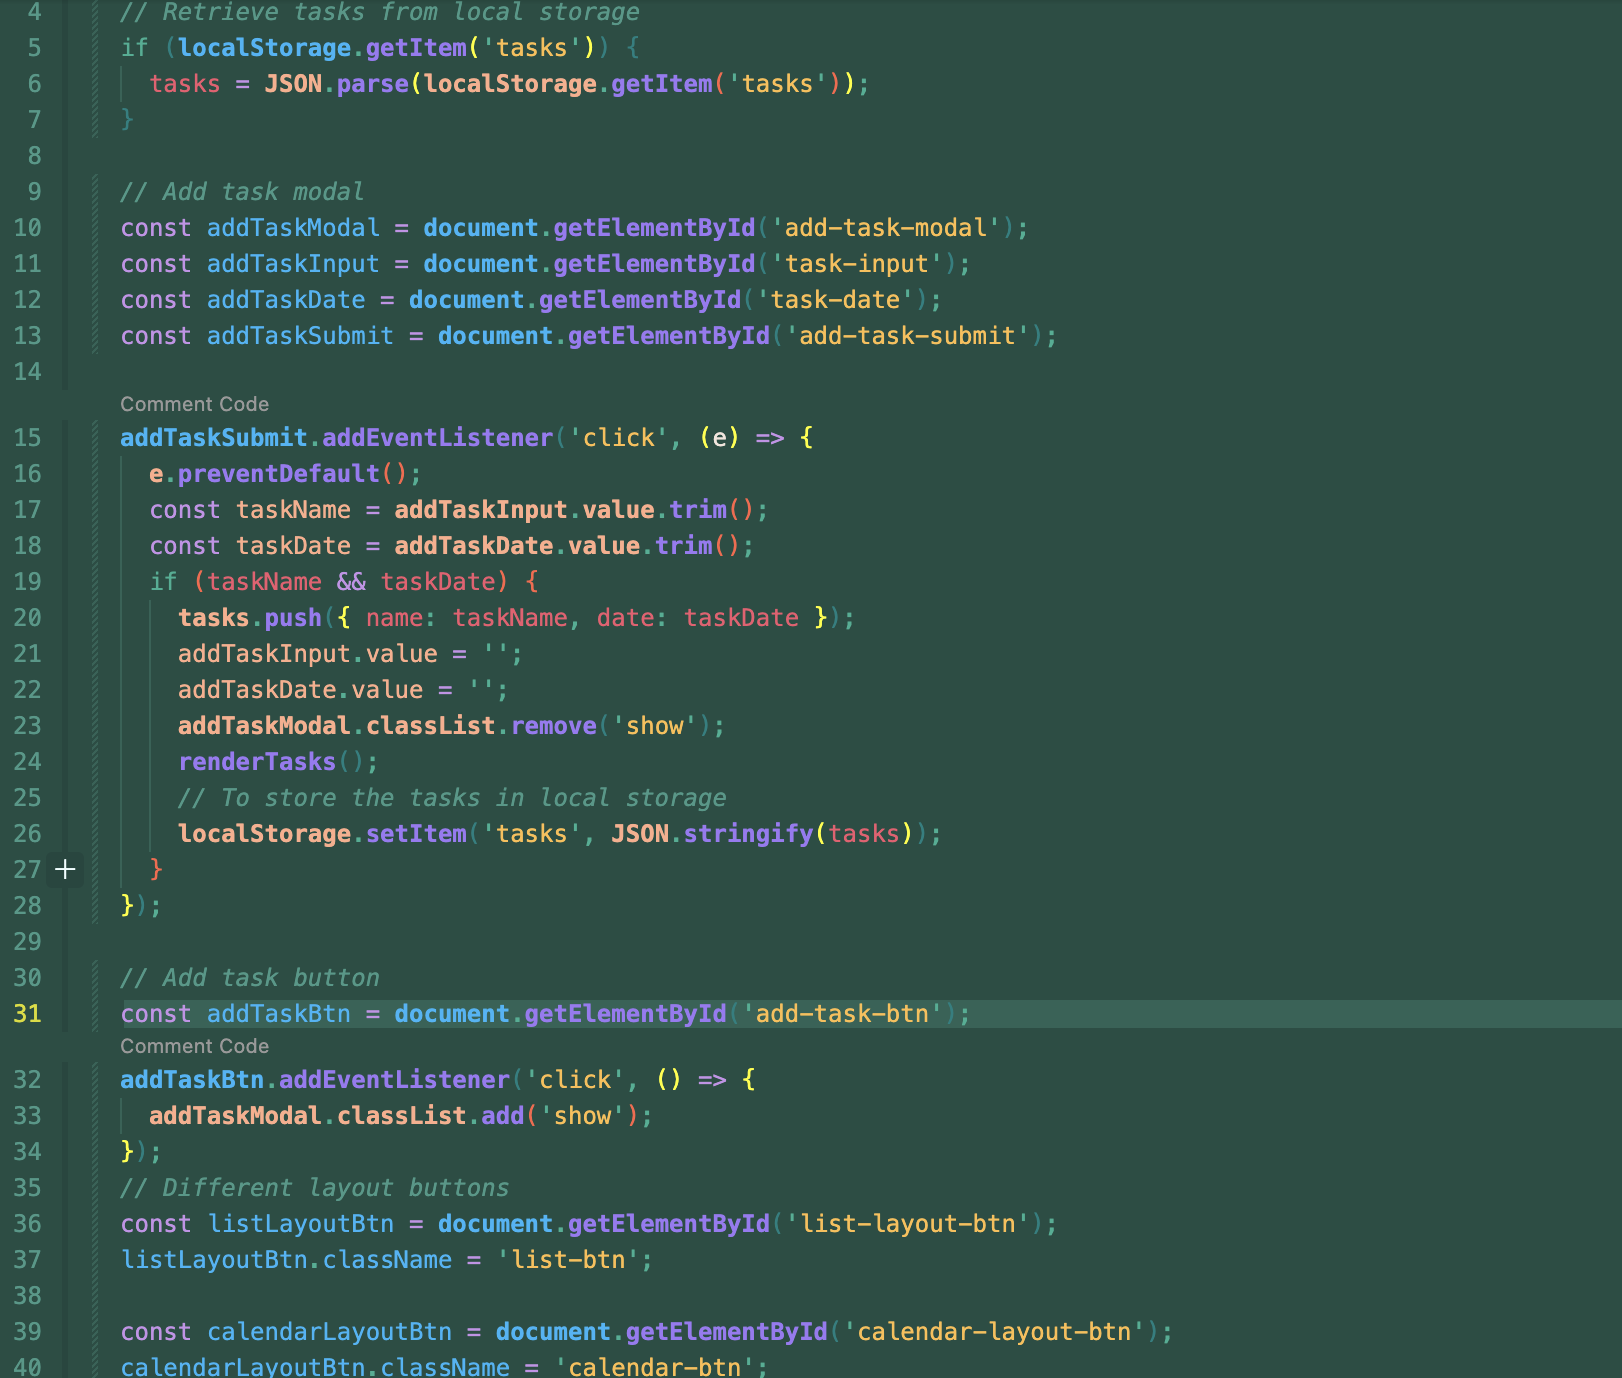 4 // Retrieve tasks from local storage
5 if (localStorage.getItem('tasks')) {
6 tasks = JSON.parse(localStorage.getItem('tasks'));
7 }
8
9 // Add task modal
10 const addTaskModal = document.getElementById('add-task-modal');
11 const addTaskInput = document.getElementById('task-input');
12 const addTaskDate = document.getElementById('task-date');
13 const addTaskSubmit = document.getElementById('add-task-submit');
14
Comment Code
15 addTaskSubmit.addEventListener('click', (e) => {
16 e.preventDefault();
17 const taskName = addTaskInput.value.trim();
18 const taskDate = addTaskDate.value.trim();
19 if (taskName && taskDate) {
20 tasks.push({ name: taskName, date: taskDate });
21 addTaskInput.value = '';
22 addTaskDate.value = '';
23 addTaskModal.classList.remove('show');
24 renderTasks();
25 // To store the tasks in local storage
26 localStorage.setItem('tasks', JSON.stringify(tasks));
27 + }
28 });
29
30 // Add task button
31 const addTaskBtn = document.getElementById('add-task-btn');
Comment Code
32 addTaskBtn.addEventListener('click', () => {
33 addTaskModal.classList.add('show');
34 });
35 // Different layout buttons
36 const listLayoutBtn = document.getElementById('list-layout-btn');
37 listLayoutBtn.className = 'list-btn';
38
39 const calendarLayoutBtn = document.getElementById('calendar-layout-btn');
40 calendarLayoutBtn.className = 'calendar-btn';